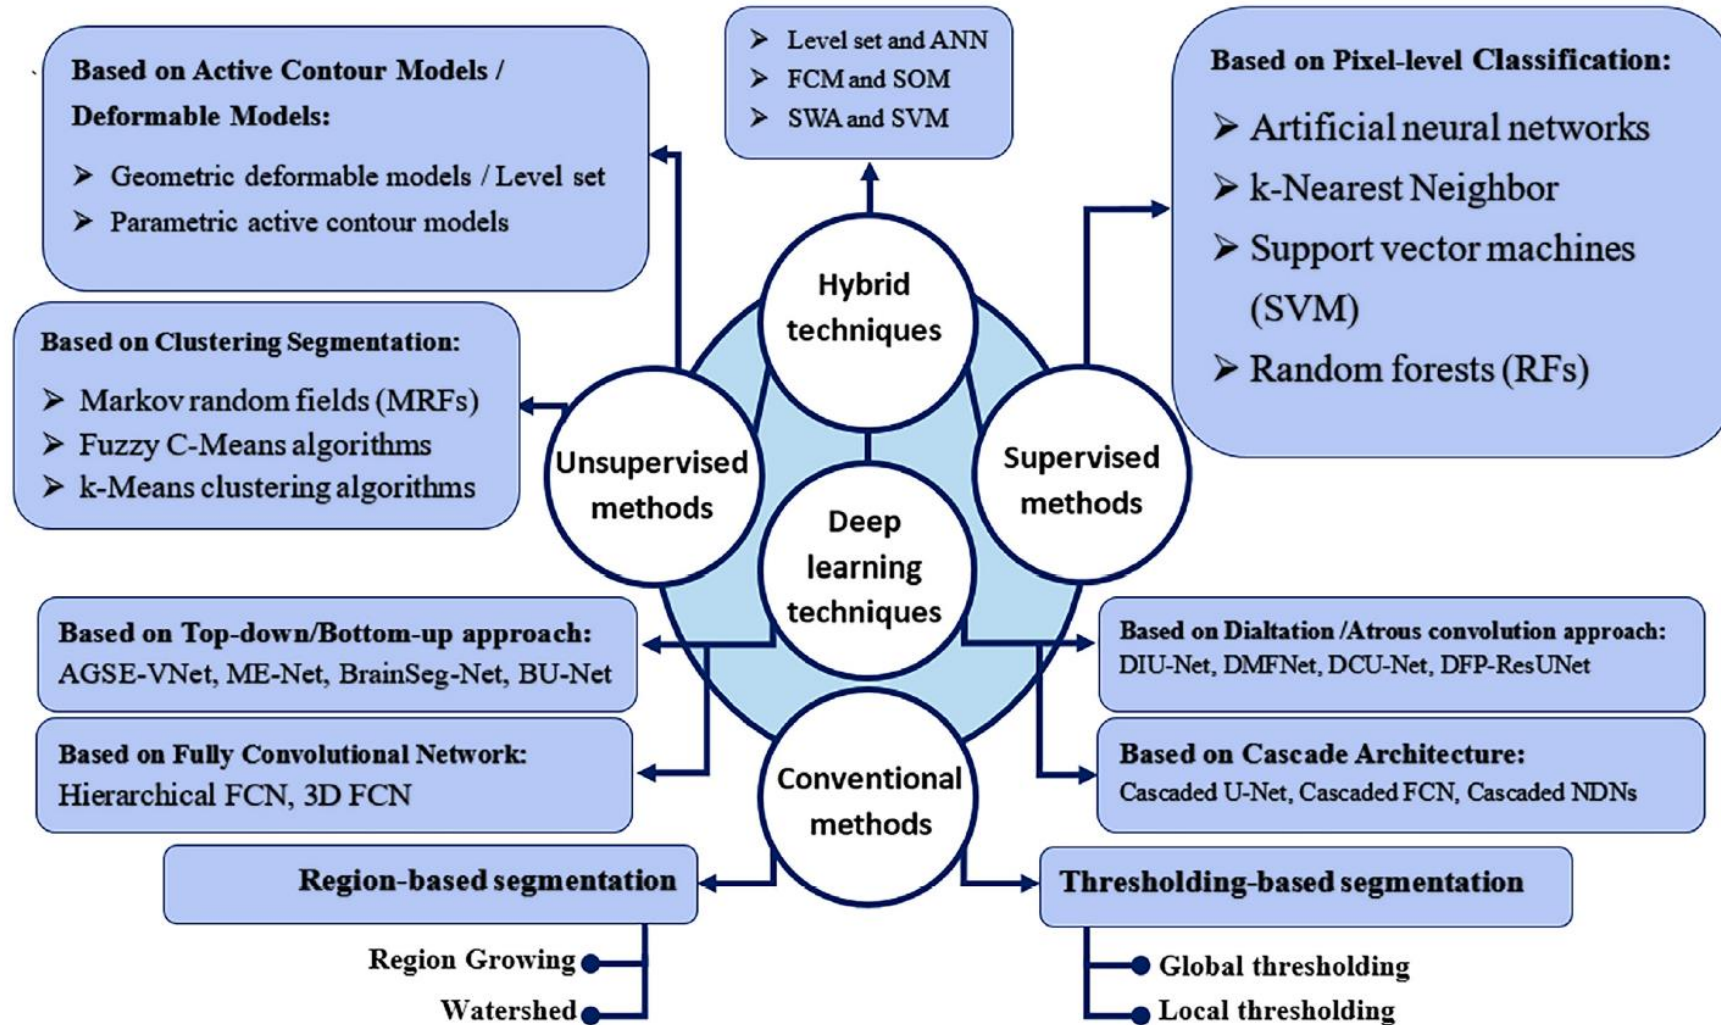 Based on Active Contour Models /
Deformable Models:
➢ Geometric deformable models / Level set
➢ Parametric active contour models
➢ Level set and ANN
➢ FCM and SOM
➢ SWA and SVM
Based on Pixel-level Classification:
➢ Artificial neural networks
➢ k-Nearest Neighbor
➢ Support vector machines
(SVM)
➢ Random forests (RFs)
Based on Clustering Segmentation:
➢ Markov random fields (MRFs)
➢ Fuzzy C-Means algorithms
➢ k-Means clustering algorithms
Hybrid
techniques
Unsupervised
methods
Supervised
methods
Deep
learning
techniques
Based on Top-down/Bottom-up approach:
AGSE-VNet, ME-Net, BrainSeg-Net, BU-Net
Based on Dialtation /Atrous convolution approach:
DIU-Net, DMFNet, DCU-Net, DFP-ResUNet
Based on Fully Convolutional Network:
Hierarchical FCN, 3D FCN
Based on Cascade Architecture:
Cascaded U-Net, Cascaded FCN, Cascaded NDNs
Conventional
methods
Region-based segmentation
Region Growing
Watershed
Thresholding-based segmentation
Global thresholding
Local thresholding